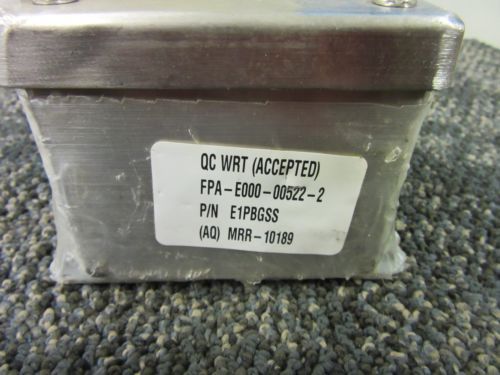 QC WRT (ACCEPTED)
FPA-E000-00522-2
P/N E1PBGSS
(AQ) MRR-10189